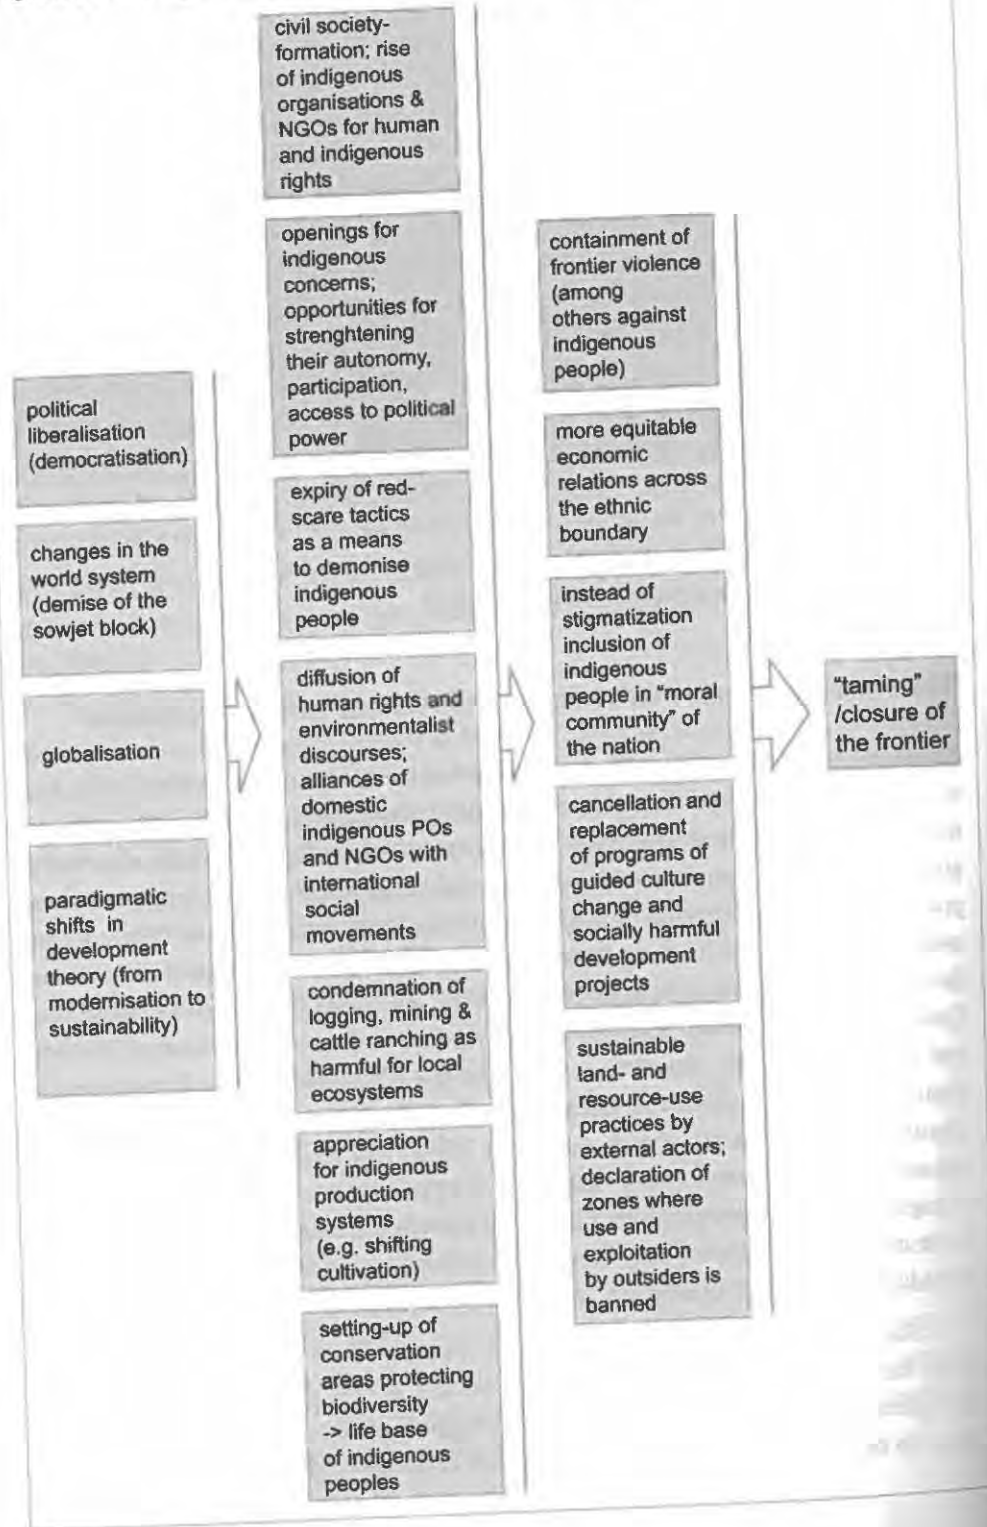 political
liberalisation
(democratisation)
changes in the
world system
(demise of the
sowjet block)
globalisation
paradigmatic
shifts in
development
theory (from
modernisation to
sustainability)
civil society-
formation; rise
of indigenous
organisations &
NGOs for human
and indigenous
rights
openings for
indigenous
concerns;
opportunities for
strenghtening
their autonomy,
participation,
access to political
power
expiry of red-
scare tactics
as a means
to demonise
indigenous
people
diffusion of
human rights and
environmentalist
discourses;
alliances of
domestic
indigenous POs
and NGOs with
international
social
movements
condemnation of
logging, mining &
cattle ranching as
harmful for local
ecosystems
appreciation
for indigenous
production
systems
(e.g. shifting
cultivation)
setting-up of
conservation
areas protecting
biodiversity
-> life base
of indigenous
peoples
containment of
frontier violence
(among
others against
indigenous
people)
more equitable
economic
relations across
the ethnic
boundary
instead of
stigmatization
inclusion of
indigenous
people in “moral
community” of
the nation
cancellation and
replacement
of programs of
guided culture
change and
socially harmful
development
projects
sustainable
land- and
resource-use
practices by
external actors;
declaration of
zones where
use and
exploitation
by outsiders is
banned
“taming”
/closure of
the frontier